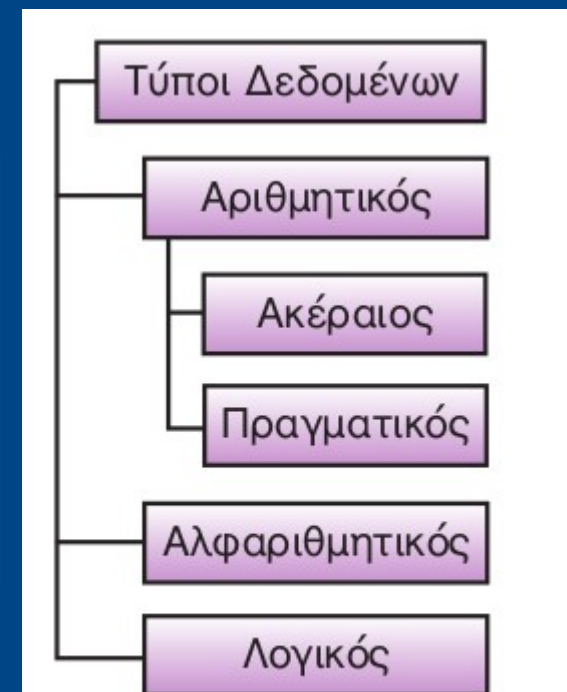 Τύποι Δεδομένων
Αριθμητικός
Ακέραιος
Πραγματικός
Αλφαριθμητικός
Λογικός